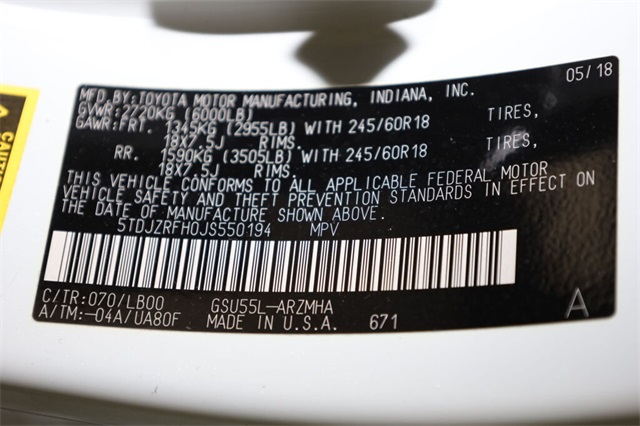 05/18
MFD BY: TOYOTA MOTOR MANUFACTURING, INDIANA, INC.
GVWR: 2720KG (6000LB)
GAWR: FRT. 1345KG (2955LB) WITH 245/60R18 TIRES,
18X7.5J RIMS.
RR. 1590KG (3505LB) WITH 245/60R18 TIRES,
18X7.5J RIMS.
THIS VEHICLE CONFORMS TO ALL APPLICABLE FEDERAL MOTOR
VEHICLE SAFETY AND THEFT PREVENTION STANDARDS IN EFFECT ON
DATE OF MANUFACTURE SHOWN ABOVE.
5TDJZRFH0JS550194 MPV
C/TR: 070/LB00 GSU55L-ARZMHA
A/TM: -04A/UA80F MADE IN U.S.A. 671 A